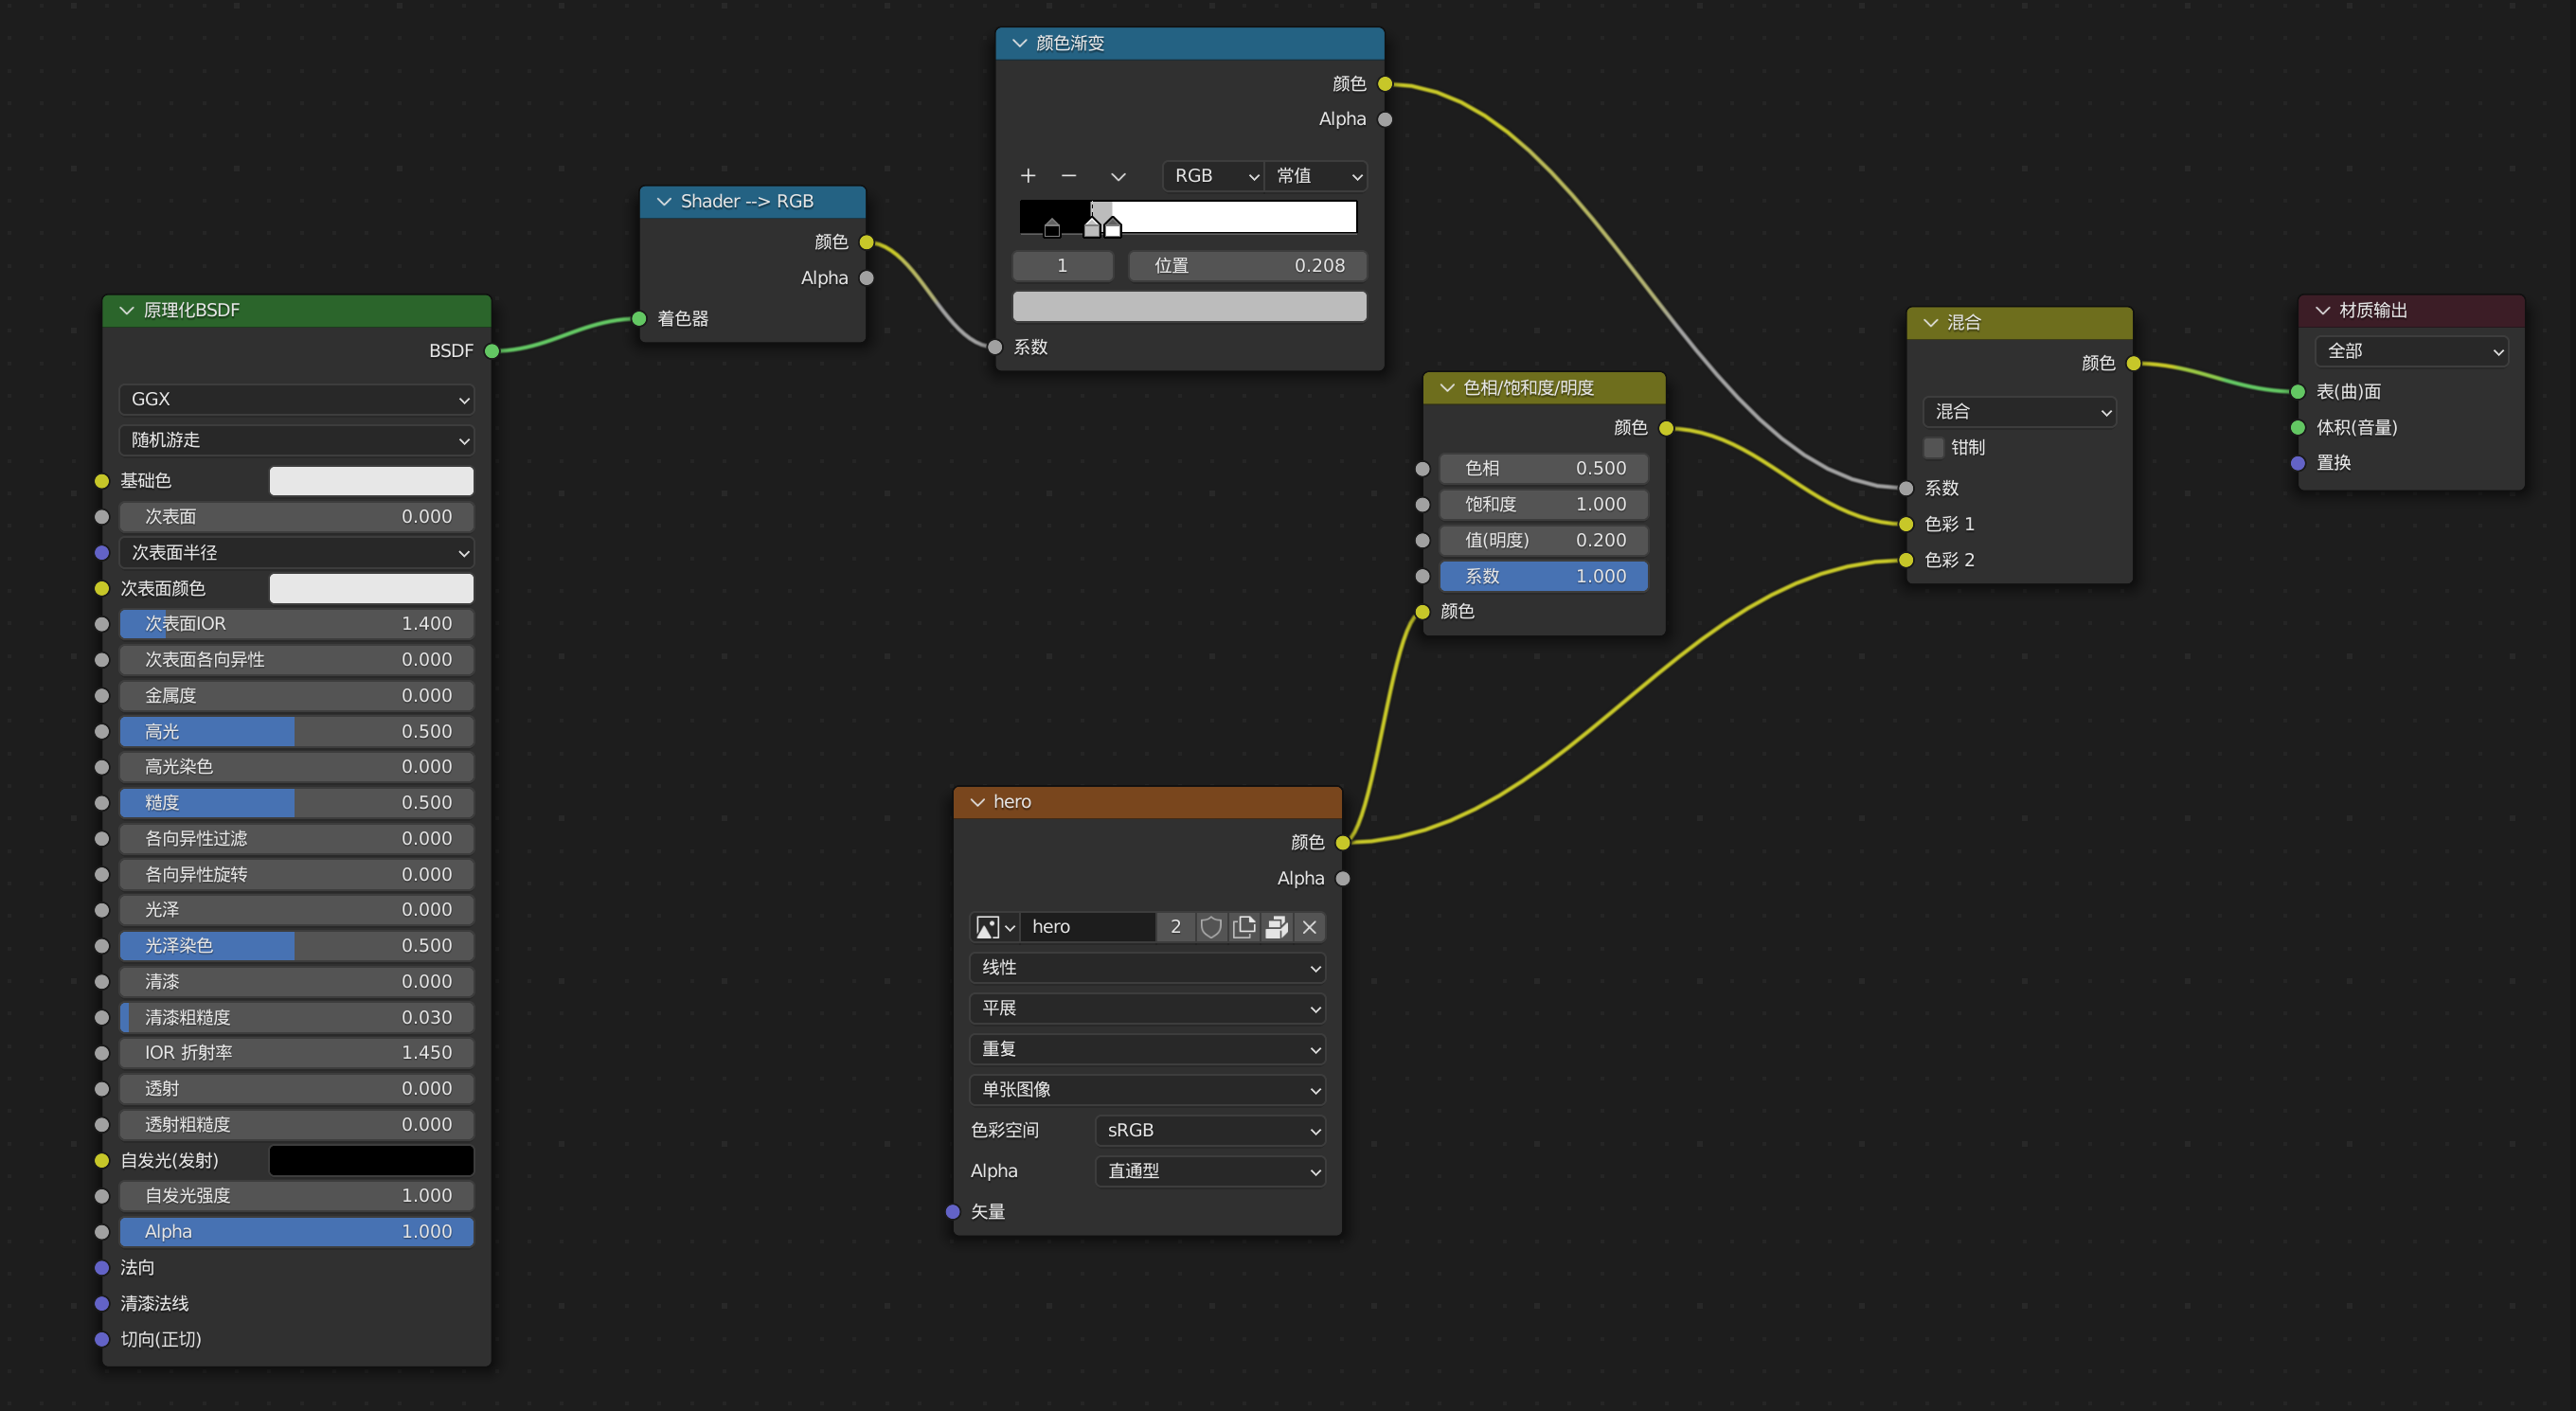 原理化BSDF
BSDF
GGX
随机游走
基础色
次表面 0.000
次表面半径
次表面颜色
次表面IOR 1.400
次表面各向异性 0.000
金属度 0.000
高光 0.500
高光染色 0.000
糙度 0.500
各向异性过滤 0.000
各向异性旋转 0.000
光泽 0.000
光泽染色 0.500
清漆 0.000
清漆粗糙度 0.030
IOR 折射率 1.450
透射 0.000
透射粗糙度 0.000
自发光(发射)
自发光强度 1.000
Alpha 1.000
法向
清漆法线
切向(正切)
Shader --> RGB
颜色
Alpha
着色器
颜色渐变
颜色
Alpha
RGB 常值
1 位置 0.208
系数
hero
颜色
Alpha
hero 2
线性
平展
重复
单张图像
色彩空间 sRGB
Alpha 直通型
矢量
色相/饱和度/明度
颜色
色相 0.500
饱和度 1.000
值(明度) 0.200
系数 1.000
颜色
混合
颜色
混合
钳制
系数
色彩 1
色彩 2
材质输出
全部
表(曲)面
体积(音量)
置换